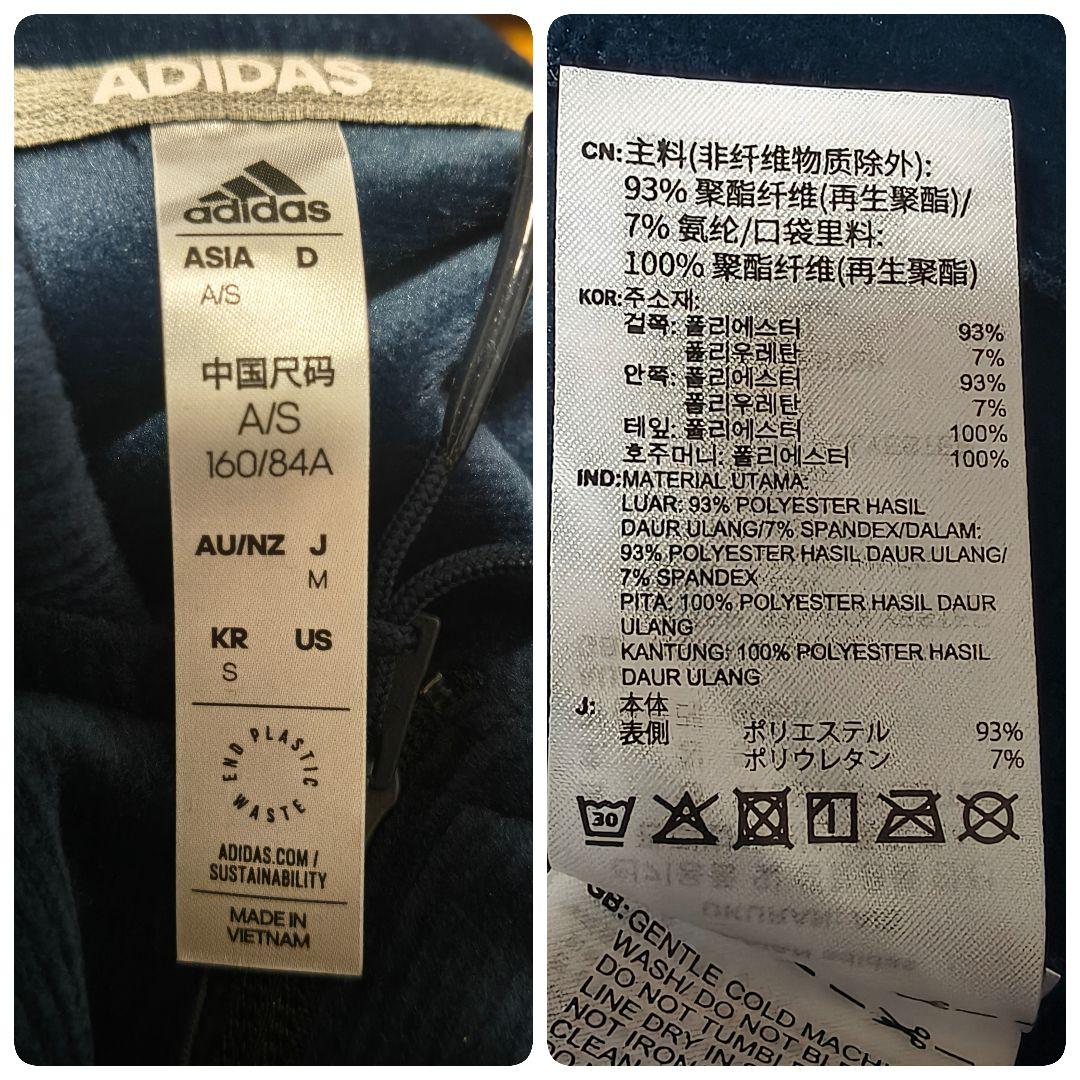 ADIDAS
adidas
ASIA D
A/S
中国尺码
A/S
160/84A
AU/NZ J
M
KR US
S
END PLASTIC WASTE
ADIDAS.COM /
SUSTAINABILITY
MADE IN
VIETNAM
CN:主料(非纤维物质除外):
93% 聚酯纤维(再生聚酯)/
7% 氨纶/口袋里料:
100% 聚酯纤维(再生聚酯)
KOR:주소재:
겉쪽: 폴리에스터 93%
폴리우레탄 7%
안쪽: 폴리에스터 93%
폴리우레탄 7%
테잎: 폴리에스터 100%
호주머니: 폴리에스터 100%
IND:MATERIAL UTAMA:
LUAR: 93% POLYESTER HASIL
DAUR ULANG/7% SPANDEX/DALAM:
93% POLYESTER HASIL DAUR ULANG/
7% SPANDEX
PITA: 100% POLYESTER HASIL DAUR
ULANG
KANTUNG: 100% POLYESTER HASIL
DAUR ULANG
J: 本体
表側 ポリエステル 93%
ポリウレタン 7%
30
GB:GENTLE COLD MACH
WASH/ DO NOT BLE
DO NOT TUMBL
LINE DRY IN
NOT IRON
CLEAN